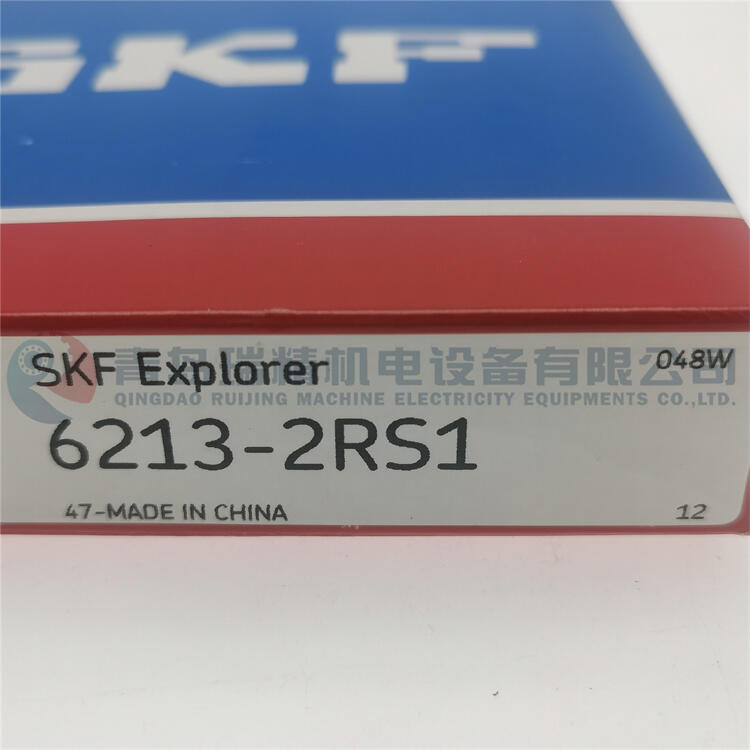 SKF
SKF Explorer
048W
青岛瑞精机电设备有限公司
QINGDAO RUIJING MACHINE ELECTRICITY EQUIPMENTS CO.,LTD.
6213-2RS1
47-MADE IN CHINA
12